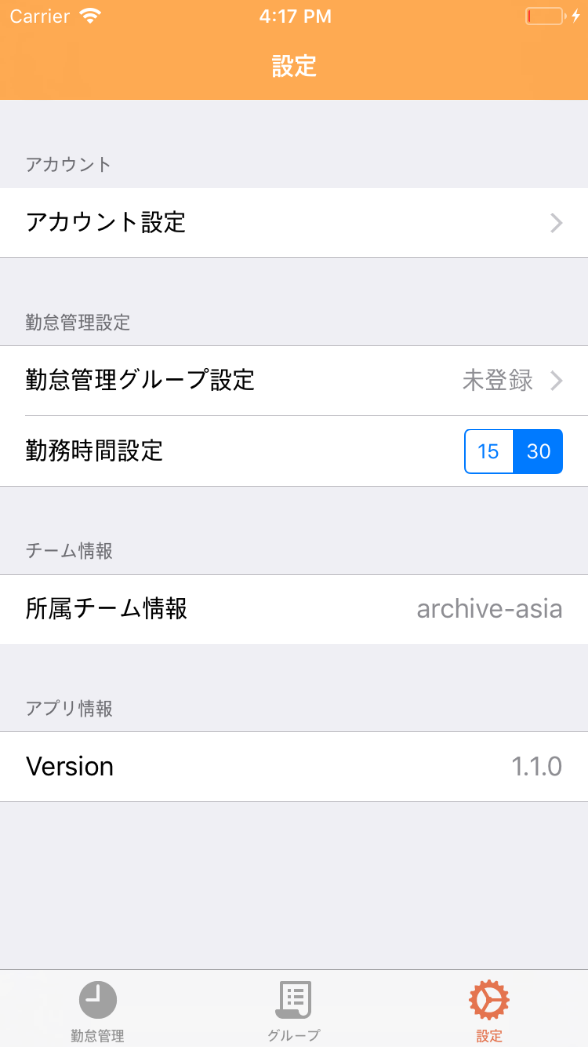 Carrier 4:17 PM
設定
アカウント
アカウント設定
勤怠管理設定
勤怠管理グループ設定 未登録
勤務時間設定 15 30
チーム情報
所属チーム情報 archive-asia
アプリ情報
Version 1.1.0
勤怠管理 グループ 設定